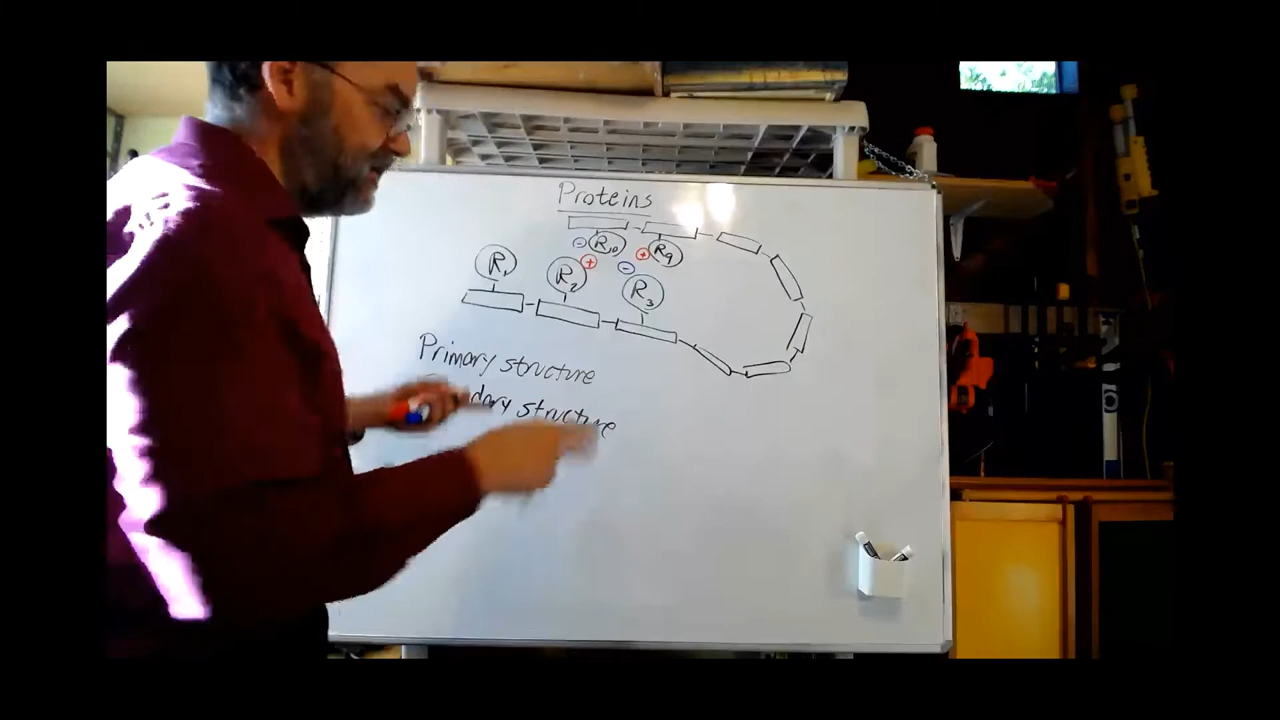 Proteins
⊖ R10 ⊕ R9
R1 R2 ⊕ ⊖ R3
Primary structure
structure